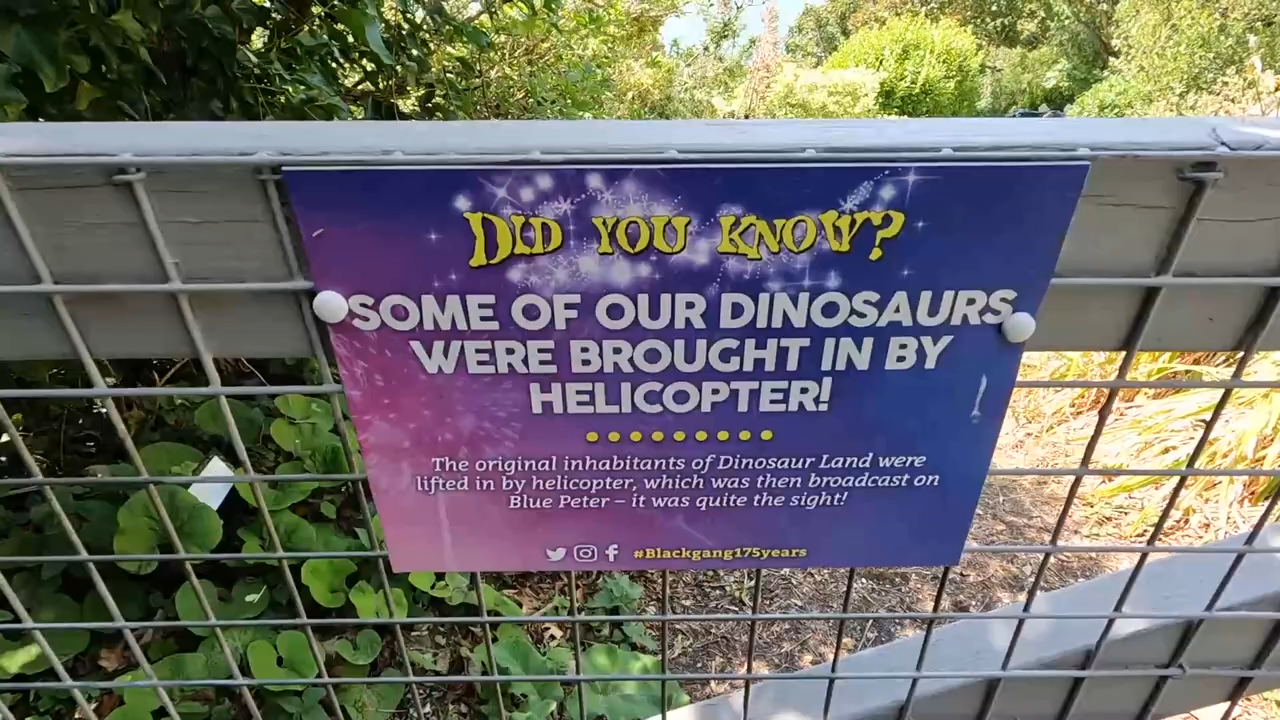 DID YOU KNOW?
SOME OF OUR DINOSAURS
WERE BROUGHT IN BY
HELICOPTER!
The original inhabitants of Dinosaur Land were
lifted in by helicopter, which was then broadcast on
Blue Peter – it was quite the sight!
#Blackgang175years